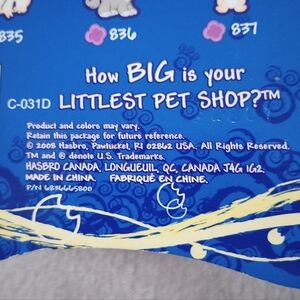 835 836 837
How BIG is your
C-031D LITTLEST PET SHOP?™
Product and colors may vary.
Retain this package for future reference.
© 2008 Hasbro, Pawtucket, RI 02862 USA. All Rights Reserved.
TM and ® denote U.S. Trademarks.
HASBRO CANADA, LONGUEUIL, QC, CANADA J4G 1G2.
MADE IN CHINA. FABRIQUÉ EN CHINE.
P/N 6836665800